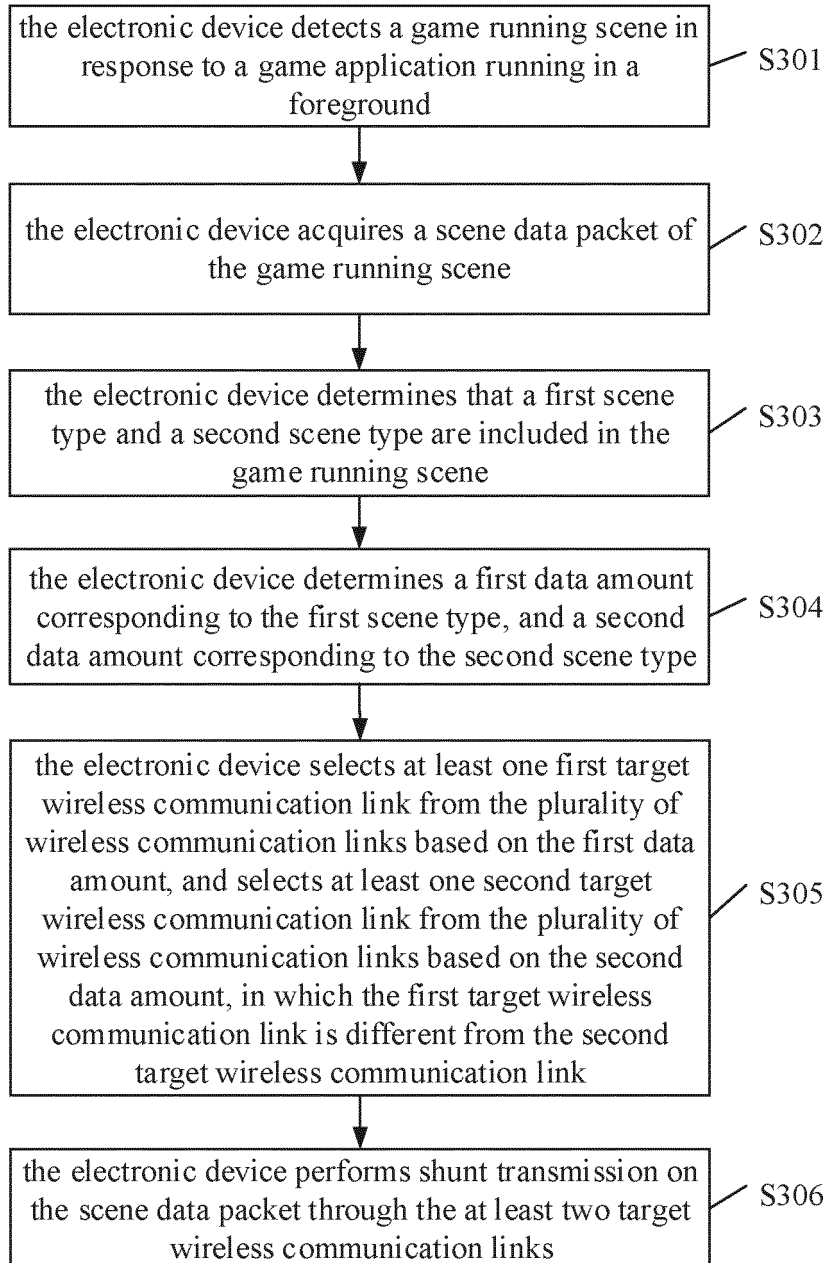 the electronic device detects a game running scene in
response to a game application running in a
foreground
S301
the electronic device acquires a scene data packet of
the game running scene
S302
the electronic device determines that a first scene
type and a second scene type are included in the
game running scene
S303
the electronic device determines a first data amount
corresponding to the first scene type, and a second
data amount corresponding to the second scene type
S304
the electronic device selects at least one first target
wireless communication link from the plurality of
wireless communication links based on the first data
amount, and selects at least one second target
wireless communication link from the plurality of
wireless communication links based on the second
data amount, in which the first target wireless
communication link is different from the second
target wireless communication link
S305
the electronic device performs shunt transmission on
the scene data packet through the at least two target
wireless communication links
S306